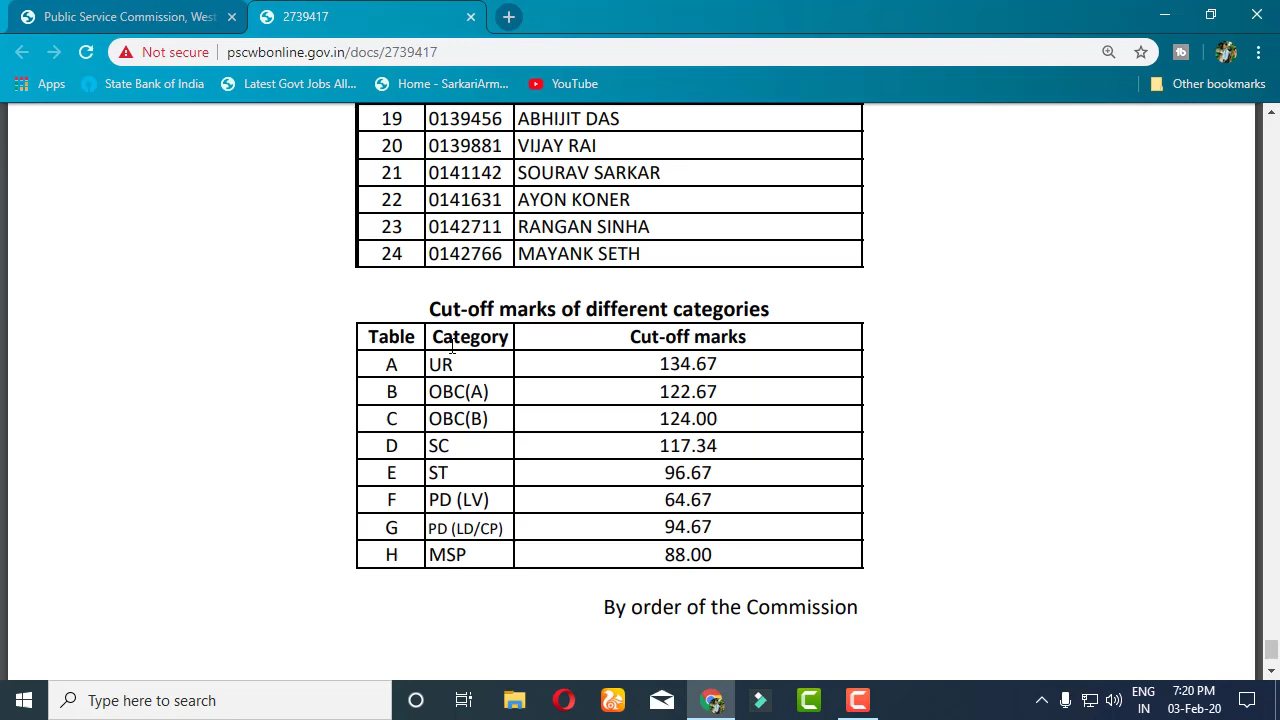 Public Service Commission, West
2739417
Not secure
pscwbonline.gov.in/docs/2739417
Apps
State Bank of India
Latest Govt Jobs All...
Home - SarkariArm...
YouTube
Other bookmarks
19 0139456 ABHIJIT DAS
20 0139881 VIJAY RAI
21 0141142 SOURAV SARKAR
22 0141631 AYON KONER
23 0142711 RANGAN SINHA
24 0142766 MAYANK SETH
Cut-off marks of different categories
Table Category Cut-off marks
A UR 134.67
B OBC(A) 122.67
C OBC(B) 124.00
D SC 117.34
E ST 96.67
F PD (LV) 64.67
G PD (LD/CP) 94.67
H MSP 88.00
By order of the Commission
Type here to search
ENG
IN
7:20 PM
03-Feb-20